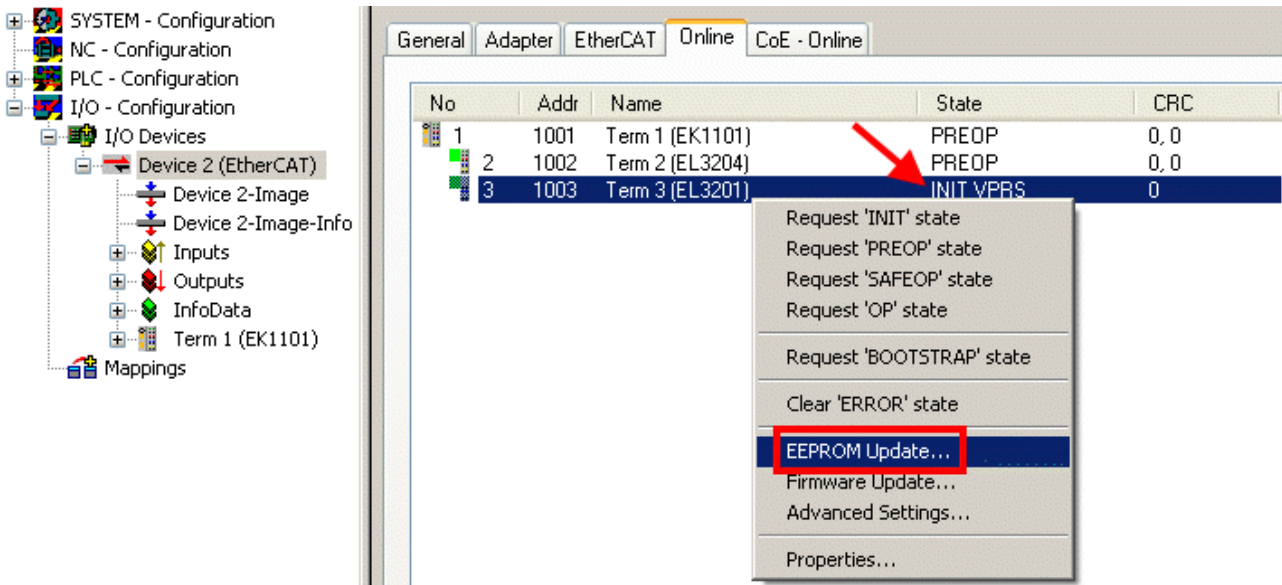 SYSTEM - Configuration
NC - Configuration
PLC - Configuration
I/O - Configuration
I/O Devices
Device 2 (EtherCAT)
Device 2-Image
Device 2-Image-Info
Inputs
Outputs
InfoData
Term 1 (EK1101)
Mappings
General Adapter EtherCAT Online CoE - Online
No Addr Name State CRC
1 1001 Term 1 (EK1101) PREOP 0, 0
2 1002 Term 2 (EL3204) PREOP 0, 0
3 1003 Term 3 (EL3201) INIT VPRS 0
Request 'INIT' state
Request 'PREOP' state
Request 'SAFEOP' state
Request 'OP' state
Request 'BOOTSTRAP' state
Clear 'ERROR' state
EEPROM Update...
Firmware Update...
Advanced Settings...
Properties...